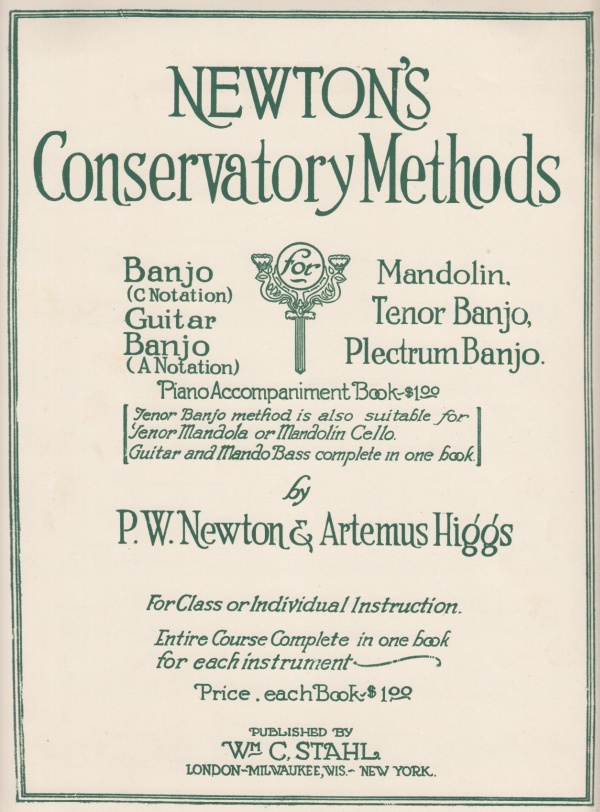 NEWTON'S
Conservatory Methods
for
Banjo
(C Notation)
Guitar
Banjo
(A Notation)
Mandolin.
Tenor Banjo,
Plectrum Banjo.
Piano Accompaniment Book-$1.00
[Tenor Banjo method is also suitable for
Tenor Mandola or Mandolin Cello.
Guitar and Mando Bass complete in one book]
by
P.W. Newton & Artemus Higgs
For Class or Individual Instruction.
Entire Course Complete in one book
for each instrument
Price. each Book-$1.00
PUBLISHED BY
WM C. STAHL
LONDON-MILWAUKEE, WIS.- NEW YORK.